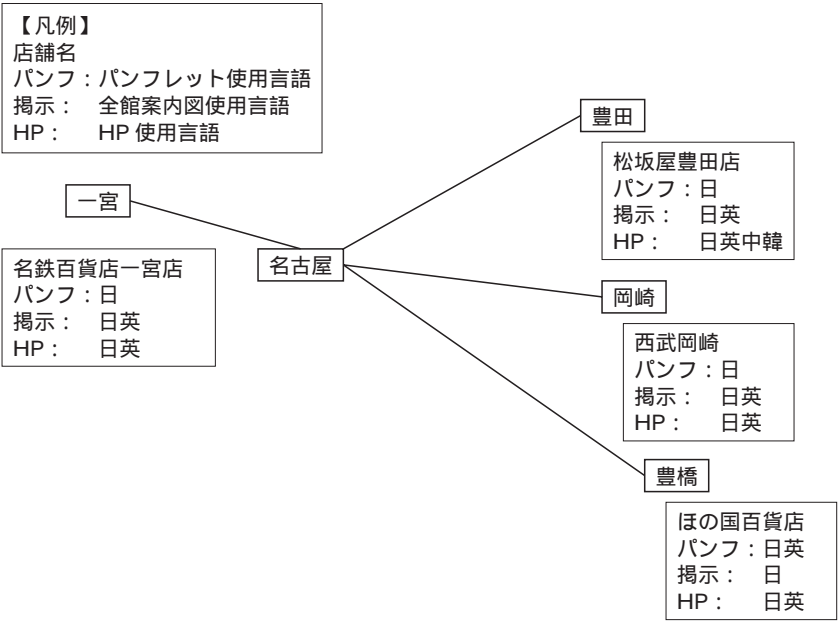 【凡例】
店舗名
パンフ：パンフレット使用言語
掲示： 全館案内図使用言語
HP： HP 使用言語
豊田
松坂屋豊田店
パンフ：日
掲示： 日英
HP： 日英中韓
一宮
名鉄百貨店一宮店
パンフ：日
掲示： 日英
HP： 日英
名古屋
岡崎
西武岡崎
パンフ：日
掲示： 日英
HP： 日英
豊橋
ほの国百貨店
パンフ：日英
掲示： 日
HP： 日英